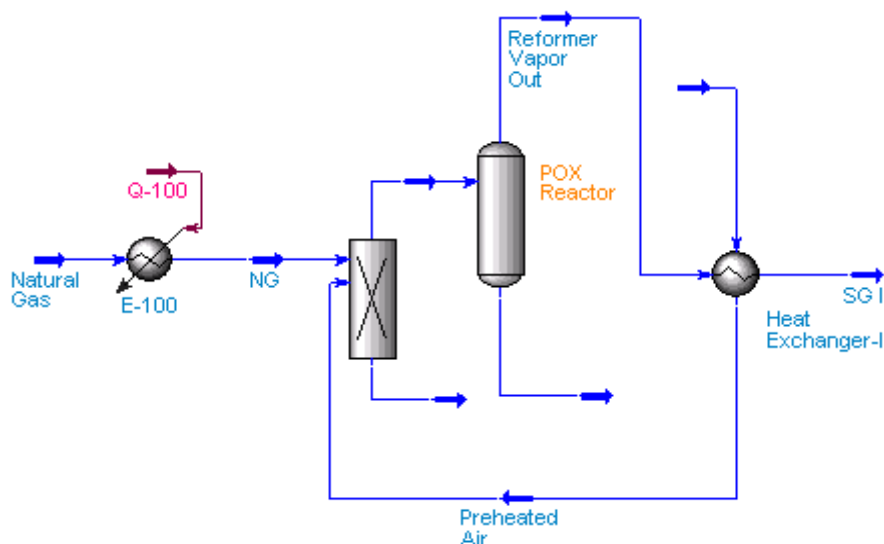 Reformer
Vapor
Out
Q-100
POX
Reactor
Natural
Gas
E-100
NG
SG I
Heat
Exchanger-I
Preheated
Air